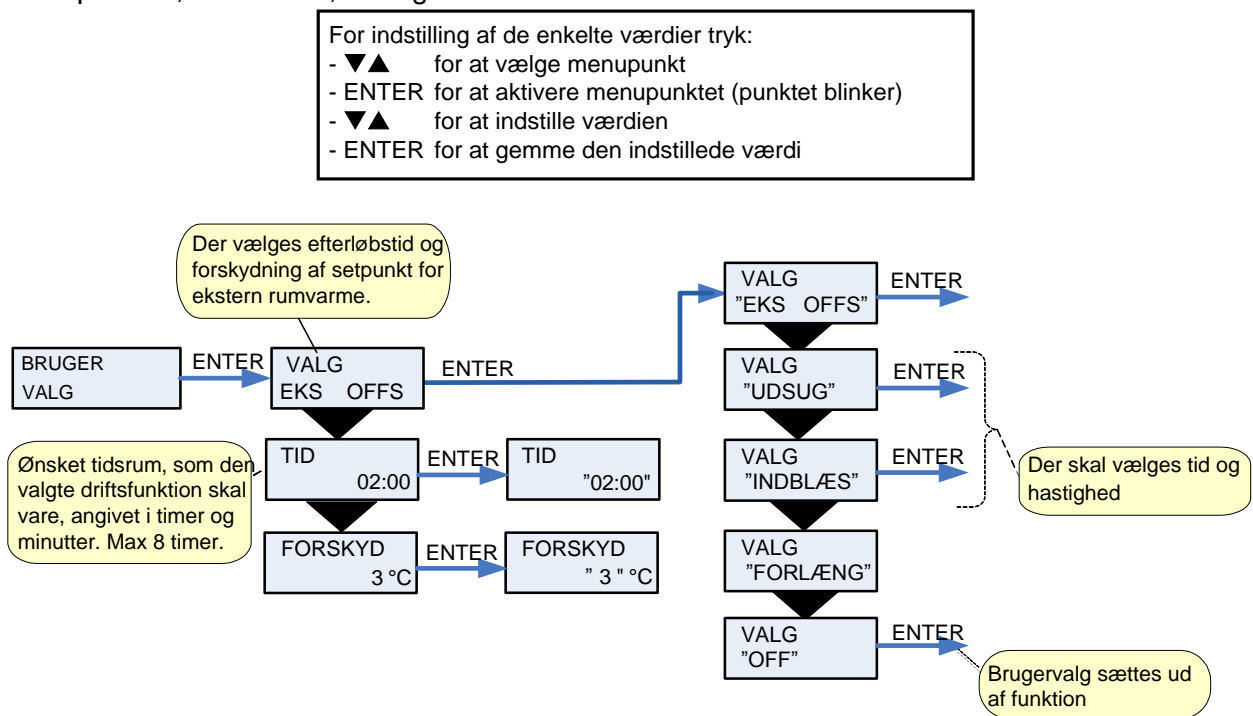 For indstilling af de enkelte værdier tryk:
- ▼▲ for at vælge menupunkt
- ENTER for at aktivere menupunktet (punktet blinker)
- ▼▲ for at indstille værdien
- ENTER for at gemme den indstillede værdi
Der vælges efterløbstid og
forskydning af setpunkt for
ekstern rumvarme.
BRUGER
VALG
ENTER
VALG
EKS OFFS
ENTER
Ønsket tidsrum, som den
valgte driftsfunktion skal
vare, angivet i timer og
minutter. Max 8 timer.
TID
02:00
ENTER
TID
"02:00"
FORSKYD
3 °C
ENTER
FORSKYD
" 3 " °C
VALG
"EKS OFFS"
ENTER
VALG
"UDSUG"
ENTER
VALG
"INDBLÆS"
ENTER
Der skal vælges tid og
hastighed
VALG
"FORLÆNG"
VALG
"OFF"
ENTER
Brugervalg sættes ud
af funktion